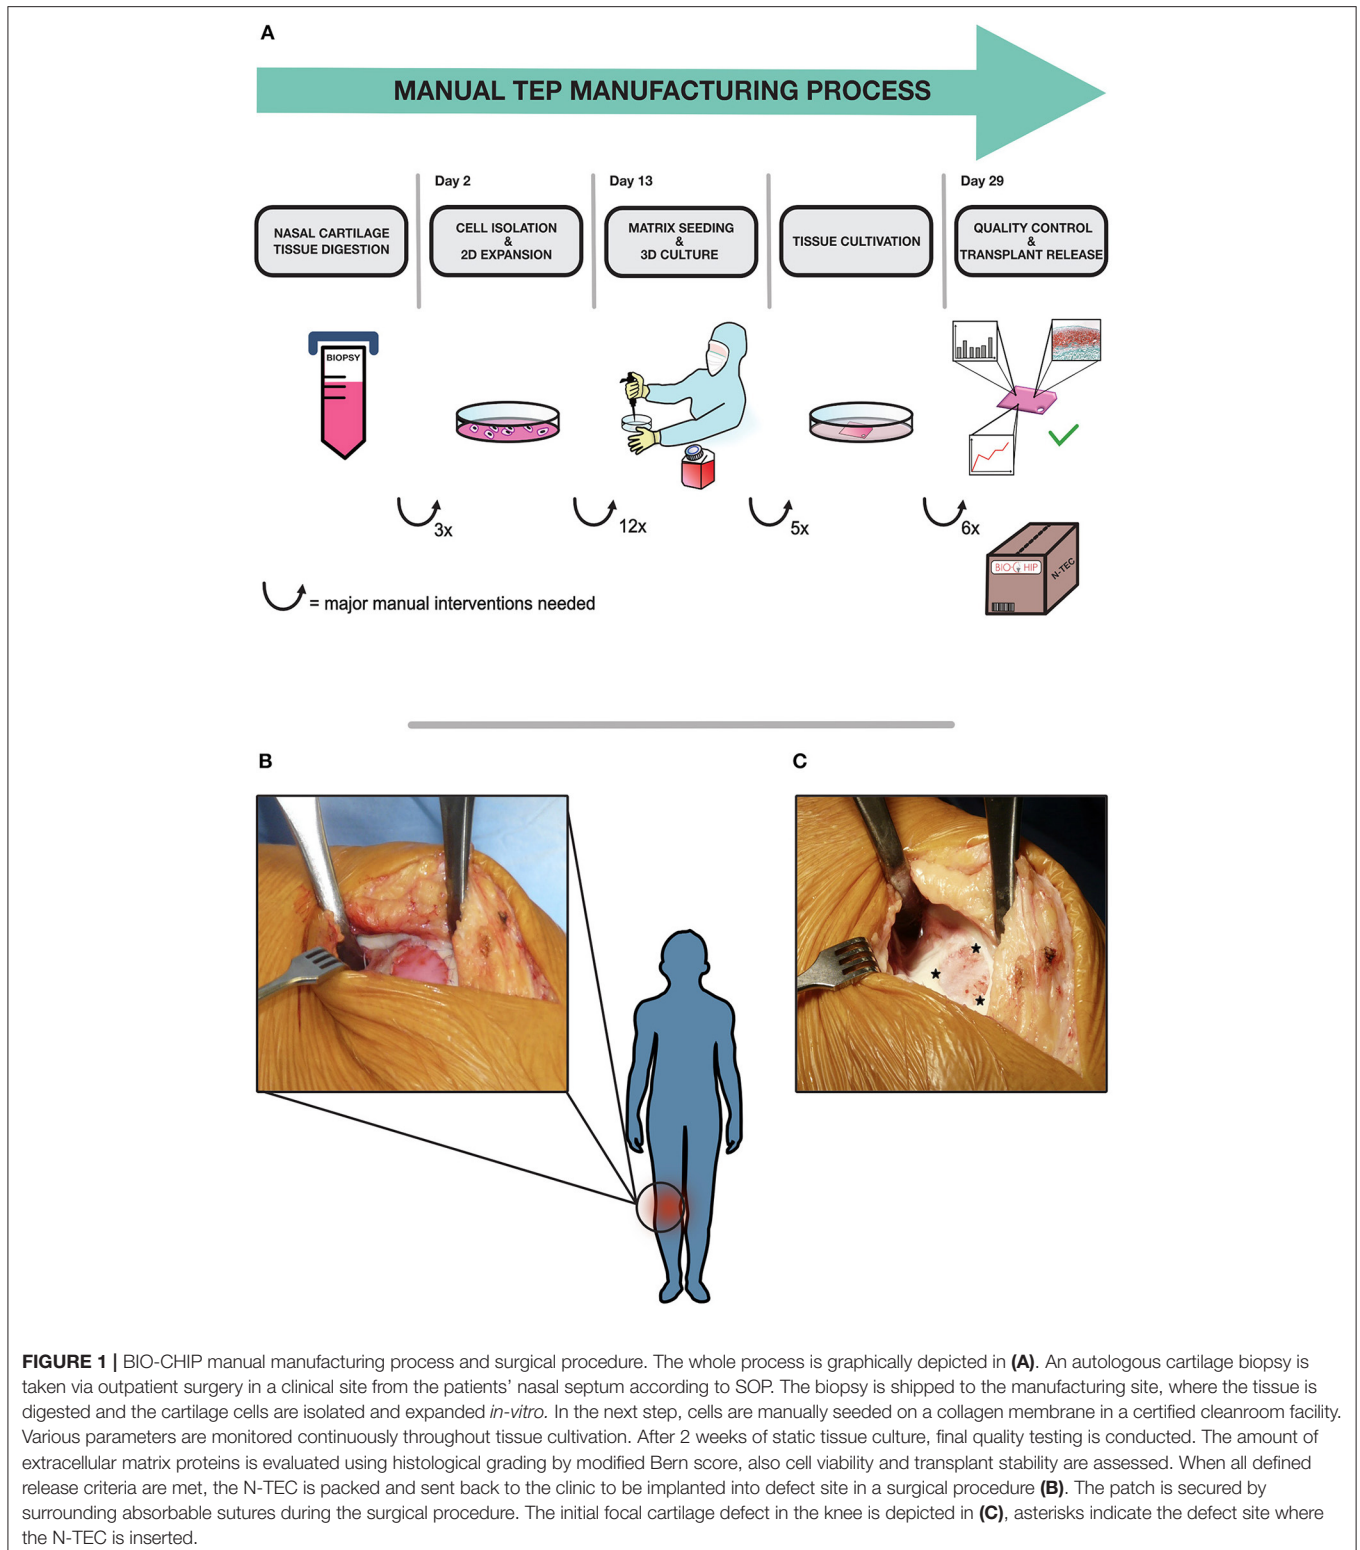 A
MANUAL TEP MANUFACTURING PROCESS
Day 2
Day 13
Day 29
NASAL CARTILAGE
TISSUE DIGESTION
CELL ISOLATION
&
2D EXPANSION
MATRIX SEEDING
&
3D CULTURE
TISSUE CULTIVATION
QUALITY CONTROL
&
TRANSPLANT RELEASE
BIOPSY
3x
12x
5x
6x
BIO-CHIP
N-TEC
= major manual interventions needed
B
C
FIGURE 1 | BIO-CHIP manual manufacturing process and surgical procedure. The whole process is graphically depicted in (A). An autologous cartilage biopsy is
taken via outpatient surgery in a clinical site from the patients' nasal septum according to SOP. The biopsy is shipped to the manufacturing site, where the tissue is
digested and the cartilage cells are isolated and expanded in-vitro. In the next step, cells are manually seeded on a collagen membrane in a certified cleanroom facility.
Various parameters are monitored continuously throughout tissue cultivation. After 2 weeks of static tissue culture, final quality testing is conducted. The amount of
extracellular matrix proteins is evaluated using histological grading by modified Bern score, also cell viability and transplant stability are assessed. When all defined
release criteria are met, the N-TEC is packed and sent back to the clinic to be implanted into defect site in a surgical procedure (B). The patch is secured by
surrounding absorbable sutures during the surgical procedure. The initial focal cartilage defect in the knee is depicted in (C), asterisks indicate the defect site where
the N-TEC is inserted.